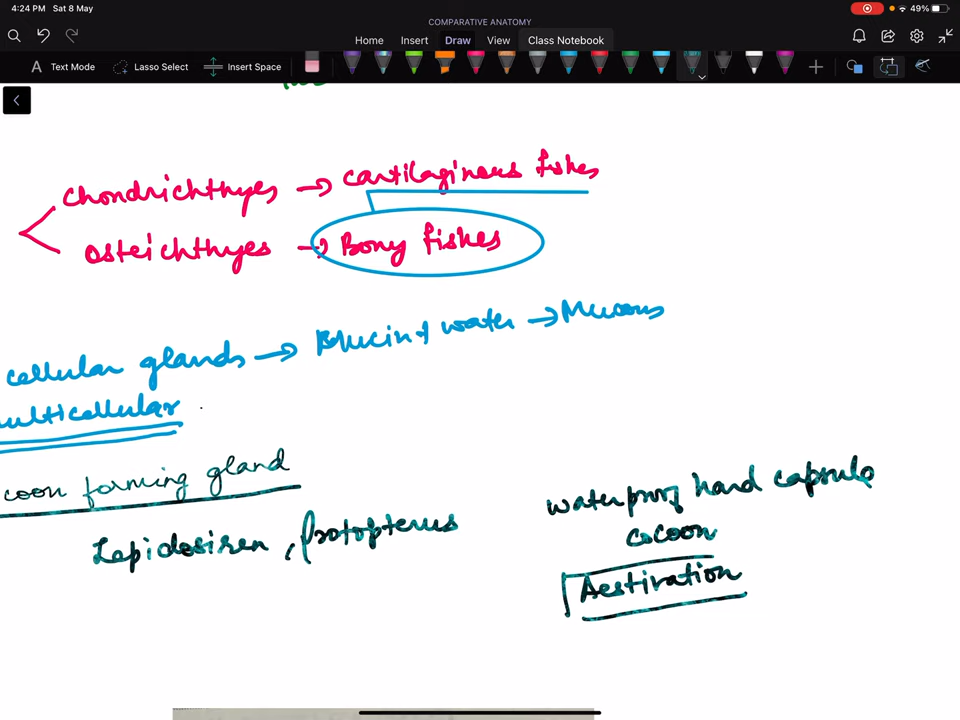 4:24 PM Sat 8 May
49%
COMPARATIVE ANATOMY
Home Insert Draw View Class Notebook
A Text Mode Lasso Select Insert Space
chondrichthyes → cartilaginous fishes
osteichthyes → Bony fishes
cellular glands → Mucin + water → Mucous
multicellular
coon forming gland
Lepidosiren, Protopterus
waterproof hard capsule
cocoon
Aestivation